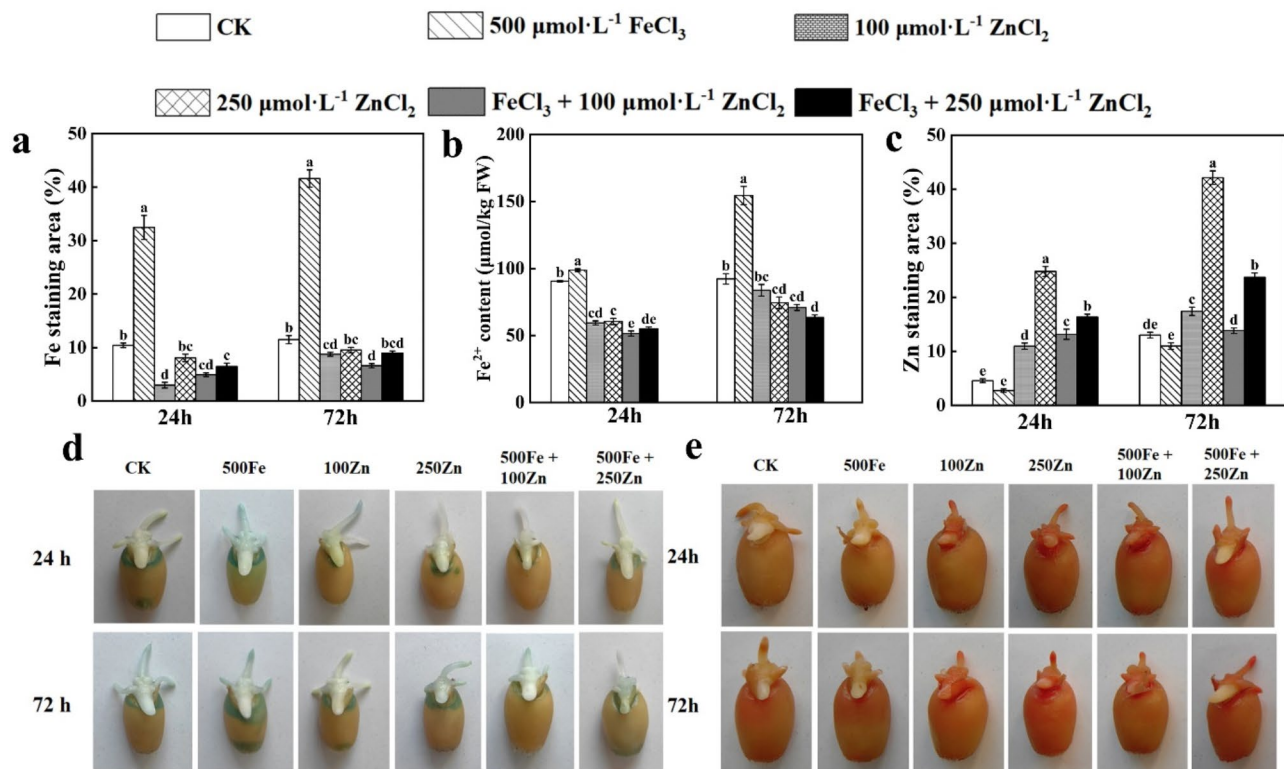 CK
500 μmol·L⁻¹ FeCl₃
100 μmol·L⁻¹ ZnCl₂
250 μmol·L⁻¹ ZnCl₂
FeCl₃ + 100 μmol·L⁻¹ ZnCl₂
FeCl₃ + 250 μmol·L⁻¹ ZnCl₂
a
Fe staining area (%)
50
40
30
20
10
0
b
a
d
cd
cd
c
b
a
cd
bc
d
bcd
24h
72h
b
Fe²⁺ content (μmol/kg FW)
200
150
100
50
0
b
a
cd
c
e
de
b
a
bc
cd
cd
d
24h
72h
c
Zn staining area (%)
50
40
30
20
10
0
e
e
d
a
c
b
de
e
c
a
d
b
24h
72h
d
CK
500Fe
100Zn
250Zn
500Fe +
100Zn
500Fe +
250Zn
24 h
72 h
e
CK
500Fe
100Zn
250Zn
500Fe +
100Zn
500Fe +
250Zn
24h
72h